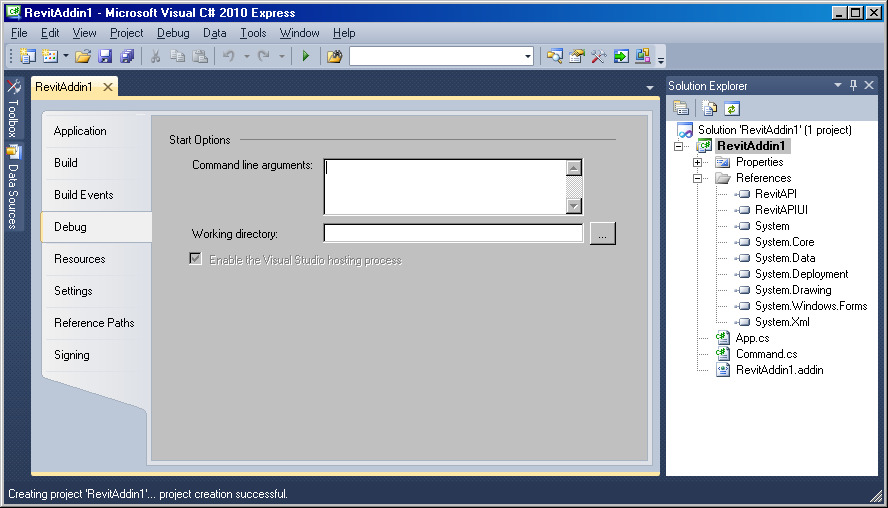 RevitAddin1 - Microsoft Visual C# 2010 Express
File Edit View Project Debug Data Tools Window Help
Toolbox
Data Sources
RevitAddin1
Application
Build
Build Events
Debug
Resources
Settings
Reference Paths
Signing
Start Options
Command line arguments:
Working directory:
...
Enable the Visual Studio hosting process
Solution Explorer
Solution 'RevitAddin1' (1 project)
RevitAddin1
Properties
References
RevitAPI
RevitAPIUI
System
System.Core
System.Data
System.Deployment
System.Drawing
System.Windows.Forms
System.Xml
App.cs
Command.cs
RevitAddin1.addin
Creating project 'RevitAddin1'... project creation successful.